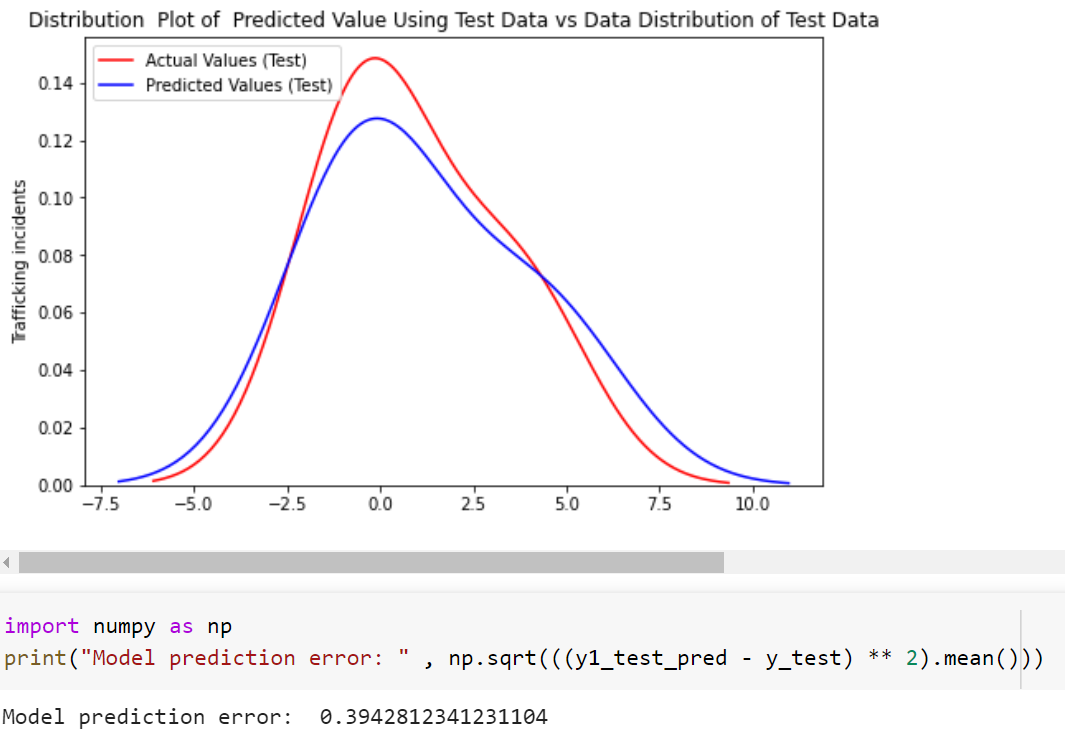 Distribution  Plot of  Predicted Value Using Test Data vs Data Distribution of Test Data
Actual Values (Test)
Predicted Values (Test)
Trafficking incidents
0.14
0.12
0.10
0.08
0.06
0.04
0.02
0.00
−7.5 −5.0 −2.5 0.0 2.5 5.0 7.5 10.0
import numpy as np
print("Model prediction error: " , np.sqrt(((y1_test_pred - y_test) ** 2).mean()))
Model prediction error:  0.3942812341231104